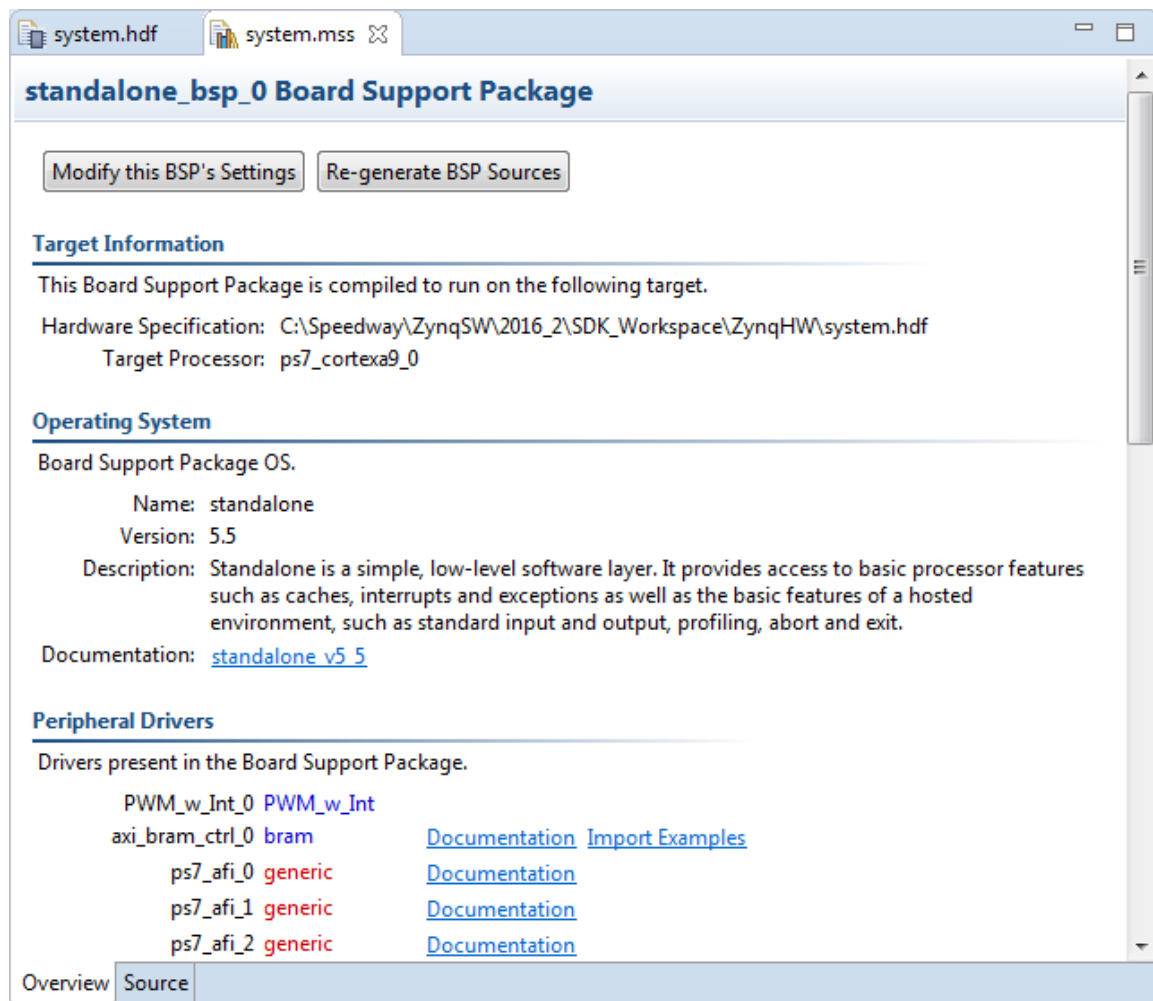 system.hdf system.mss
standalone_bsp_0 Board Support Package
Modify this BSP's Settings Re-generate BSP Sources
Target Information
This Board Support Package is compiled to run on the following target.
Hardware Specification: C:\Speedway\ZynqSW\2016_2\SDK_Workspace\ZynqHW\system.hdf
Target Processor: ps7_cortexa9_0
Operating System
Board Support Package OS.
Name: standalone
Version: 5.5
Description: Standalone is a simple, low-level software layer. It provides access to basic processor features
such as caches, interrupts and exceptions as well as the basic features of a hosted
environment, such as standard input and output, profiling, abort and exit.
Documentation: standalone_v5_5
Peripheral Drivers
Drivers present in the Board Support Package.
PWM_w_Int_0 PWM_w_Int
axi_bram_ctrl_0 bram Documentation Import Examples
ps7_afi_0 generic Documentation
ps7_afi_1 generic Documentation
ps7_afi_2 generic Documentation
Overview Source